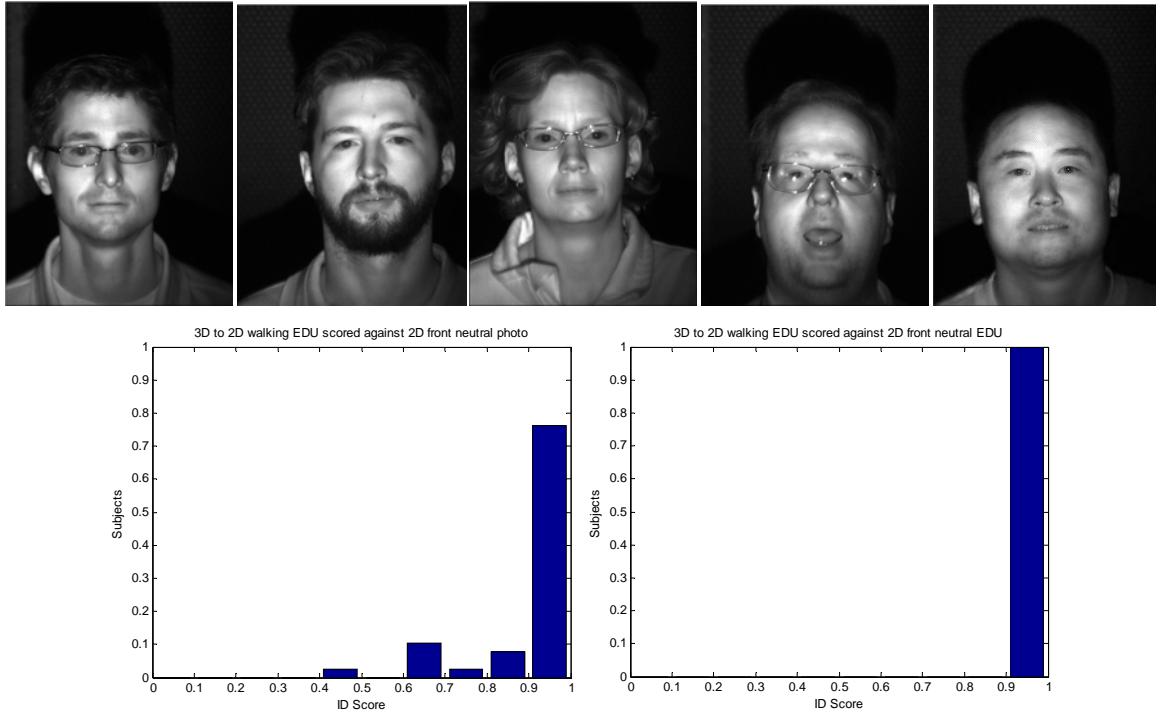 3D to 2D walking EDU scored against 2D front neutral photo
1
0.9
0.8
0.7
0.6
0.5
0.4
0.3
0.2
0.1
0
Subjects
0 0.1 0.2 0.3 0.4 0.5 0.6 0.7 0.8 0.9 1
ID Score
3D to 2D walking EDU scored against 2D front neutral EDU
1
0.9
0.8
0.7
0.6
0.5
0.4
0.3
0.2
0.1
0
Subjects
0 0.1 0.2 0.3 0.4 0.5 0.6 0.7 0.8 0.9 1
ID Score